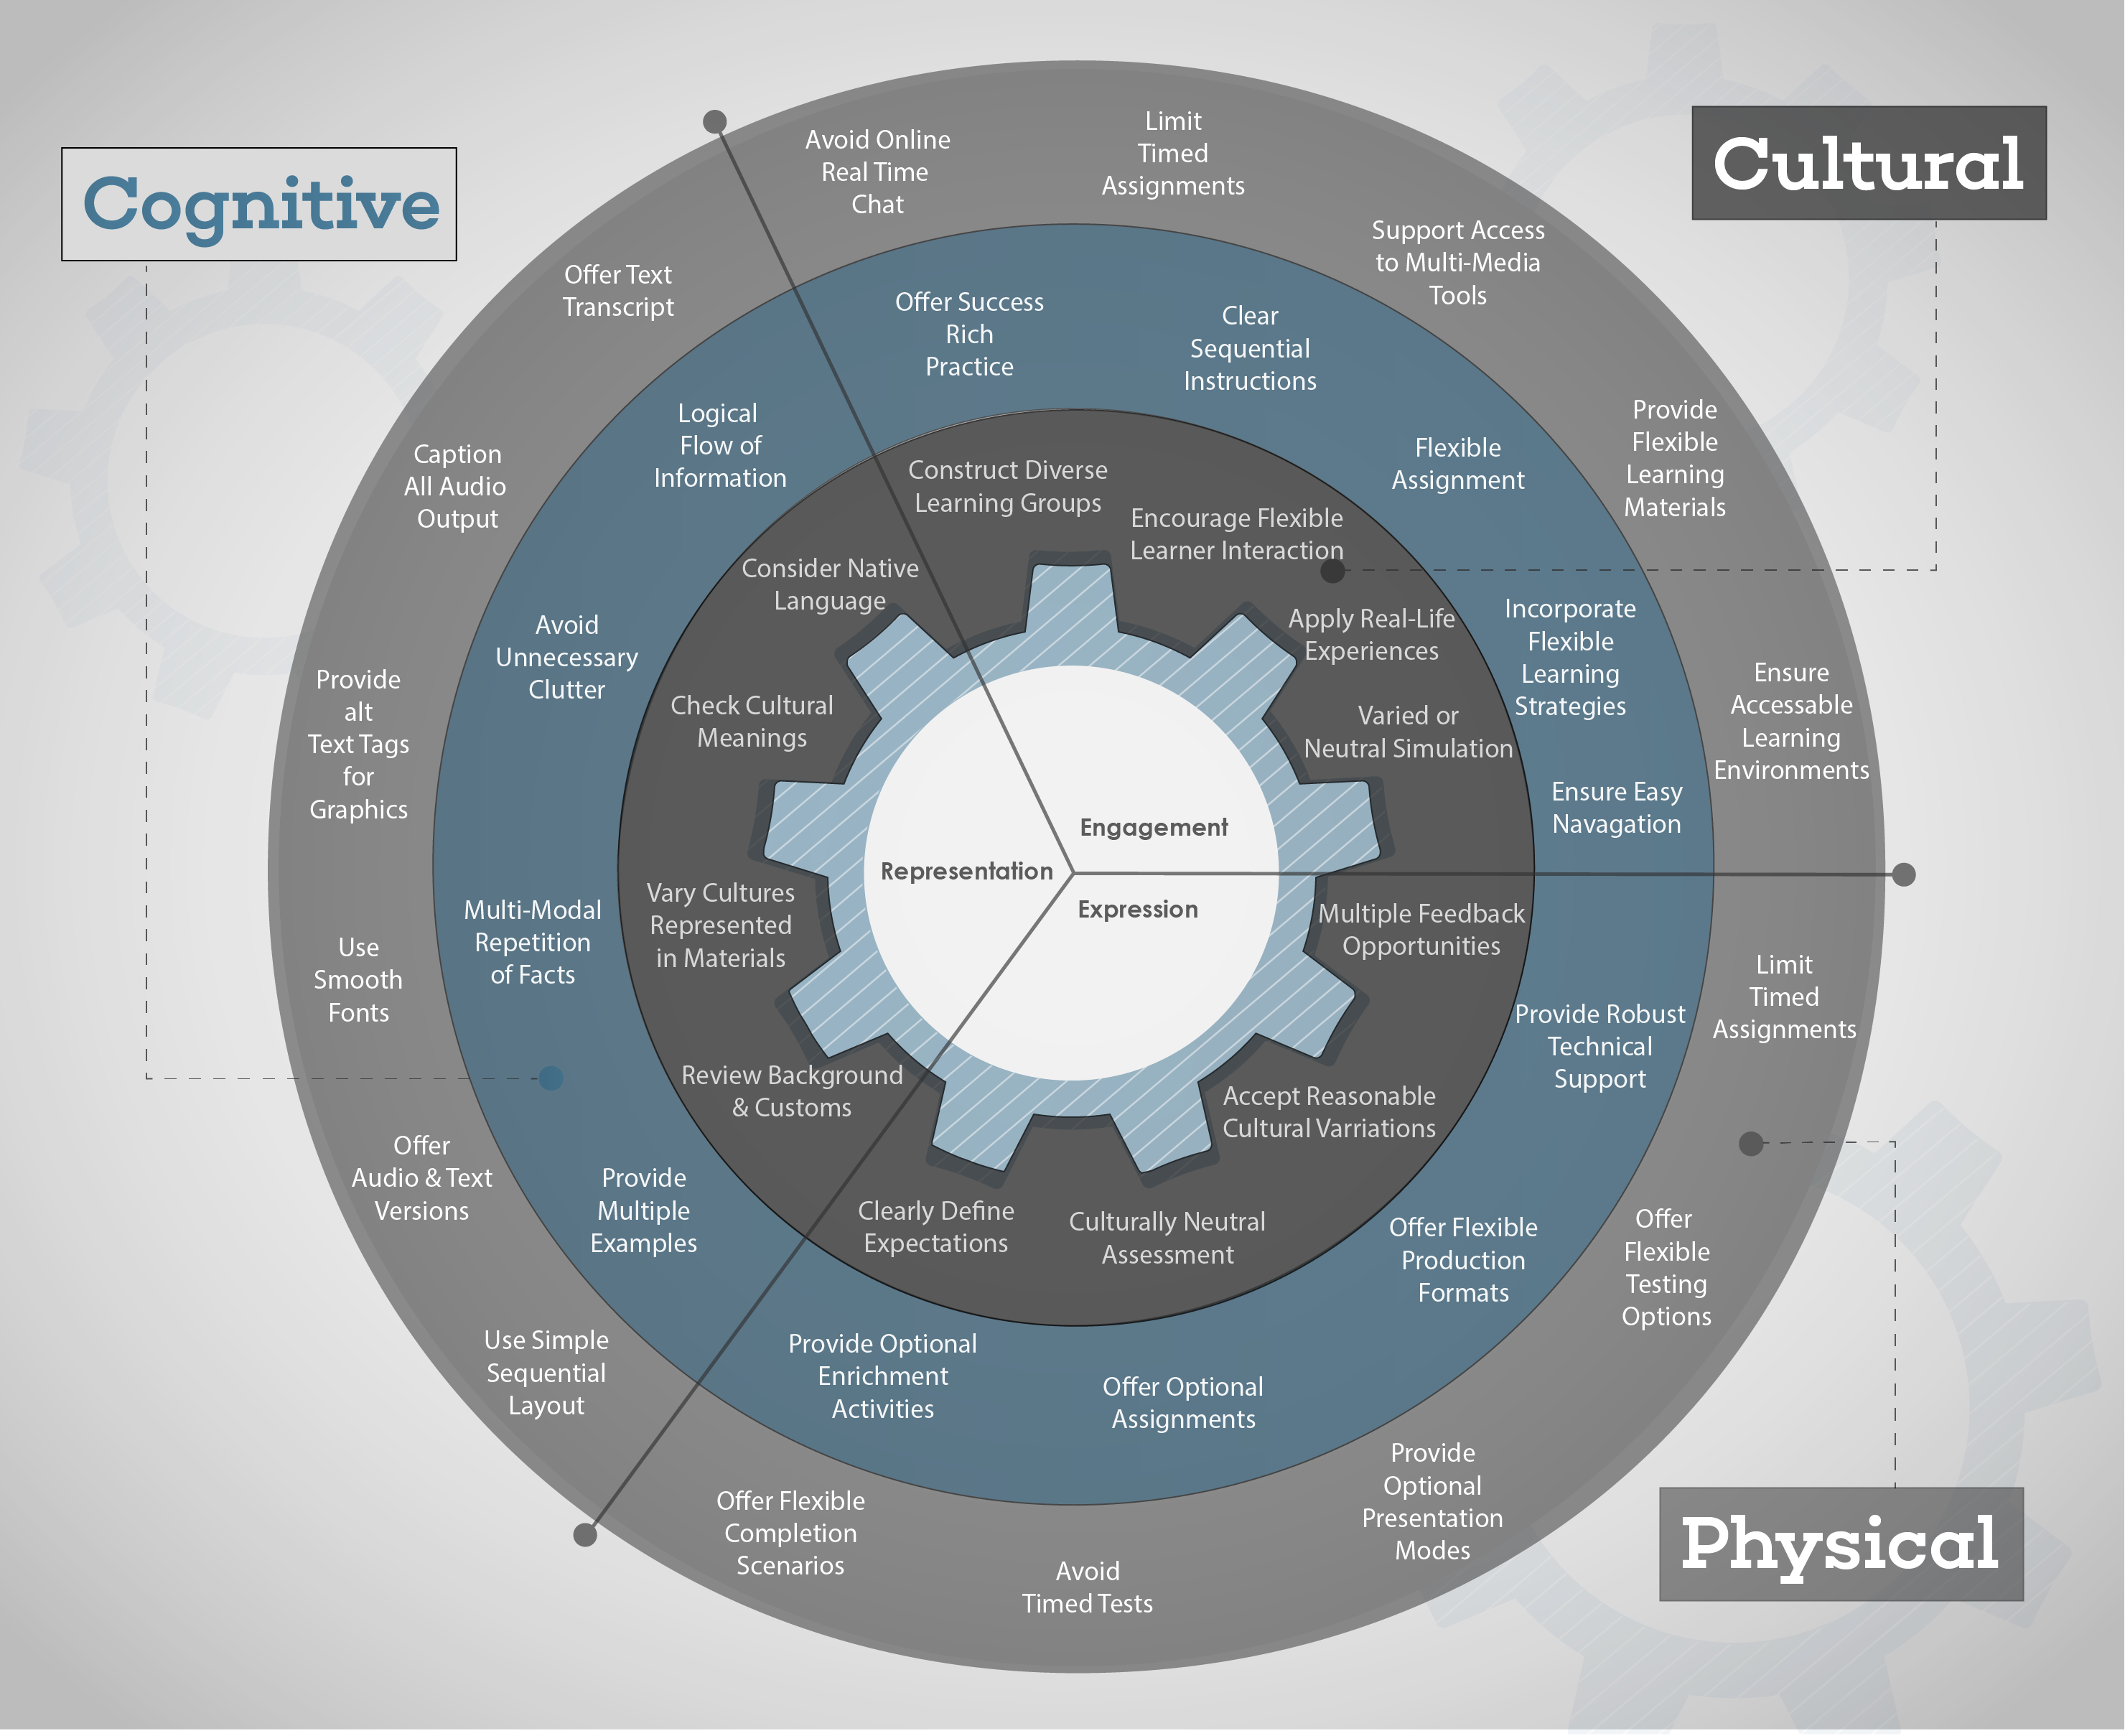 Cognitive
Cultural
Physical
Engagement
Representation
Expression
Construct Diverse
Learning Groups
Encourage Flexible
Learner Interaction
Apply Real-Life
Experiences
Varied or
Neutral Simulation
Multiple Feedback
Opportunities
Accept Reasonable
Cultural Varriations
Culturally Neutral
Assessment
Clearly Define
Expectations
Review Background
& Customs
Vary Cultures
Represented
in Materials
Check Cultural
Meanings
Consider Native
Language
Offer Success
Rich
Practice
Clear
Sequential
Instructions
Flexible
Assignment
Incorporate
Flexible
Learning
Strategies
Ensure Easy
Navagation
Provide Robust
Technical
Support
Offer Flexible
Production
Formats
Offer Optional
Assignments
Provide Optional
Enrichment
Activities
Provide
Multiple
Examples
Multi-Modal
Repetition
of Facts
Avoid
Unnecessary
Clutter
Logical
Flow of
Information
Avoid Online
Real Time
Chat
Limit
Timed
Assignments
Support Access
to Multi-Media
Tools
Provide
Flexible
Learning
Materials
Ensure
Accessable
Learning
Environments
Limit
Timed
Assignments
Offer
Flexible
Testing
Options
Provide
Optional
Presentation
Modes
Avoid
Timed Tests
Offer Flexible
Completion
Scenarios
Use Simple
Sequential
Layout
Offer
Audio & Text
Versions
Use
Smooth
Fonts
Provide
alt
Text Tags
for
Graphics
Caption
All Audio
Output
Offer Text
Transcript